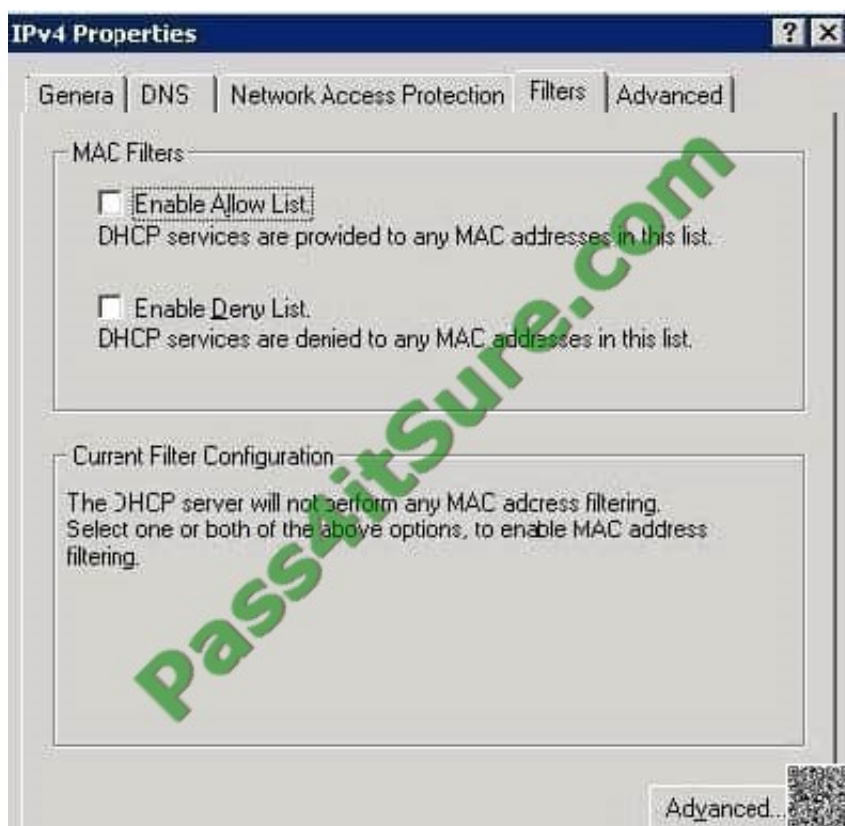 IPv4 Properties
Genera DNS Network Access Protection Filters Advanced
MAC Filters
Enable Allow List.
DHCP services are provided to any MAC addresses in this list.
Enable Deny List.
DHCP services are denied to any MAC addresses in this list.
Current Filter Configuration
The DHCP server will not perform any MAC address filtering.
Select one or both of the above options, to enable MAC address
filtering.
Advanced...
Pass4itSure.com